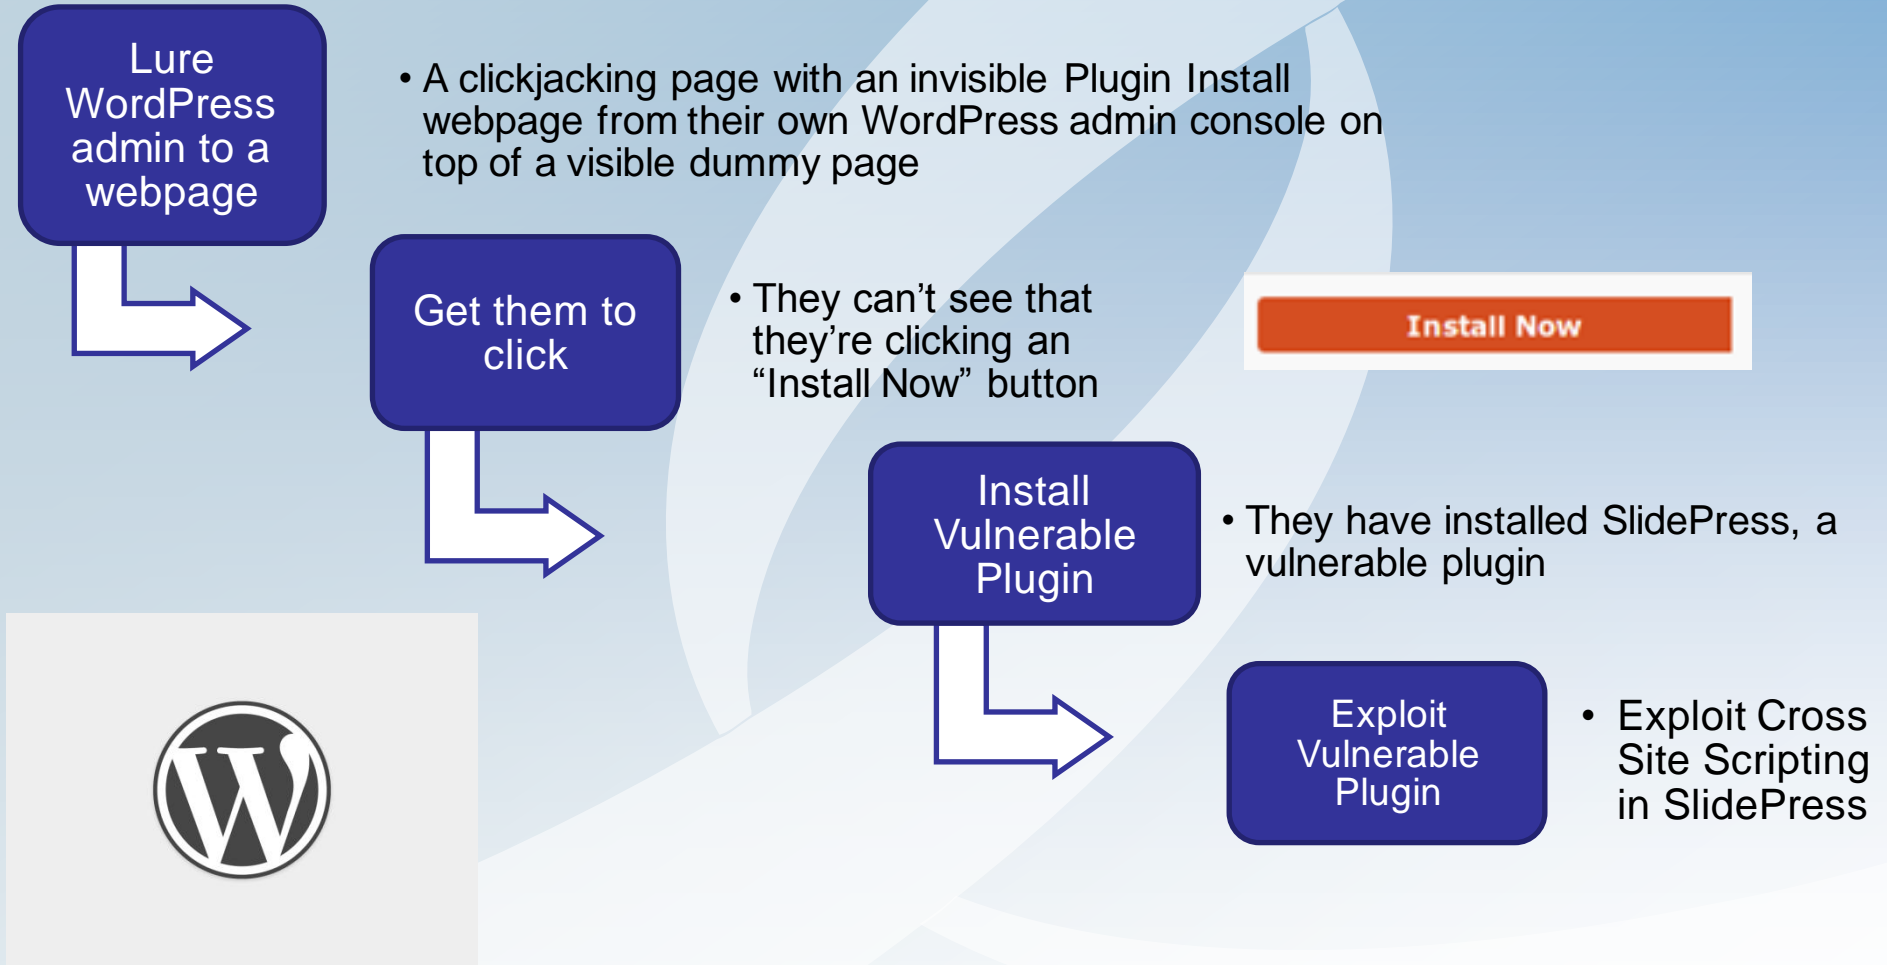 Lure
WordPress
admin to a
webpage
• A clickjacking page with an invisible Plugin Install
webpage from their own WordPress admin console on
top of a visible dummy page
Get them to
click
• They can’t see that
they’re clicking an
“Install Now” button
Install Now
Install
Vulnerable
Plugin
• They have installed SlidePress, a
vulnerable plugin
Exploit
Vulnerable
Plugin
• Exploit Cross
Site Scripting
in SlidePress
W